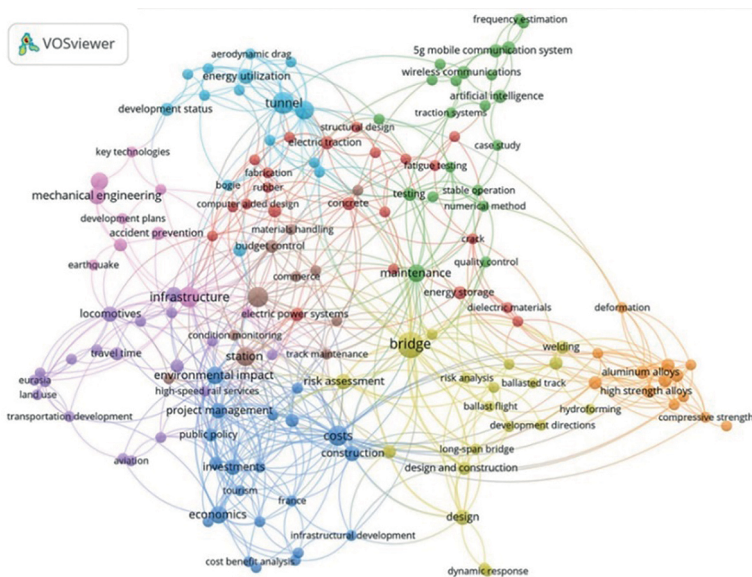 VOSviewer
frequency estimation
5g mobile communication system
aerodynamic drag
wireless communications
energy utilization
artificial intelligence
tunnel
development status
traction systems
structural design
electric traction
case study
key technologies
fatigue testing
fabrication
bogie
rubber
stable operation
mechanical engineering
testing
computer aided design
concrete
numerical method
development plans
materials handling
accident prevention
crack
budget control
quality control
earthquake
maintenance
commerce
infrastructure
energy storage
dielectric materials
deformation
locomotives
electric power systems
condition monitoring
bridge
welding
travel time
station
track maintenance
aluminum alloys
eurasia
environmental impact
risk assessment
risk analysis
ballasted track
land use
high-speed rail services
high strength alloys
transportation development
project management
ballast flight
hydroforming
compressive strength
development directions
public policy
costs
construction
long-span bridge
aviation
investments
design and construction
tourism
france
economics
design
infrastructural development
cost benefit analysis
dynamic response